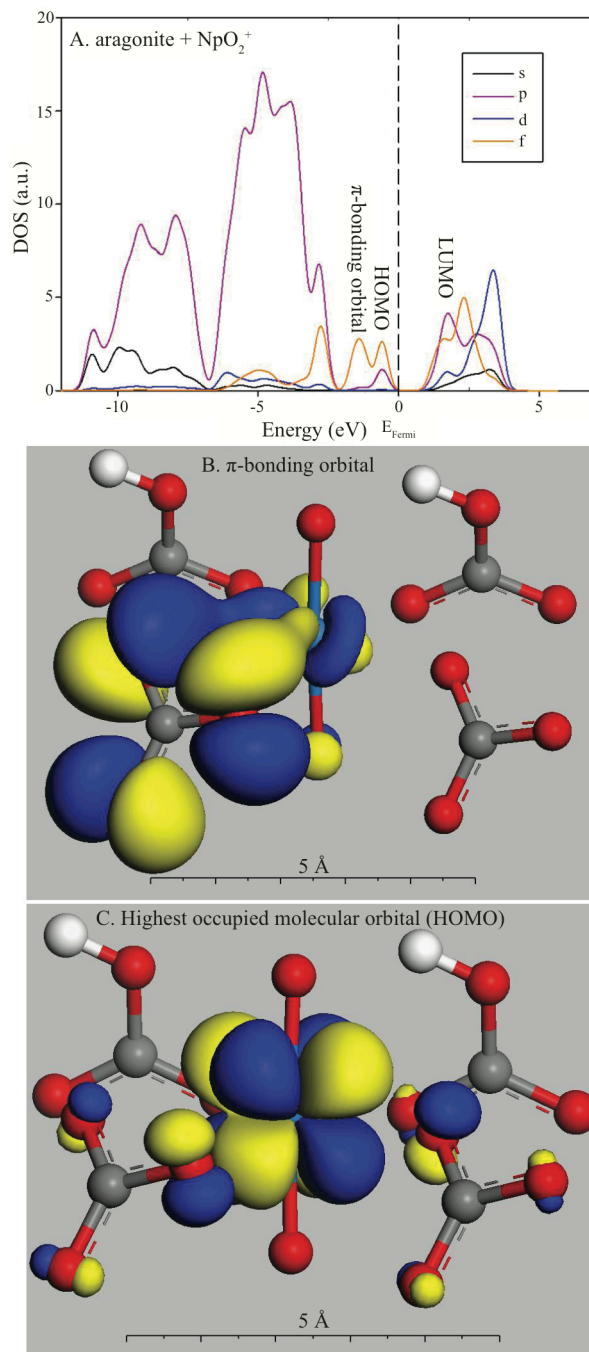 A. aragonite + NpO₂⁺
20
15
10
5
0
DOS (a.u.)
s
p
d
f
π-bonding orbital
HOMO
LUMO
-10
-5
0
5
Energy (eV)
E_Fermi
B. π-bonding orbital
5 Å
C. Highest occupied molecular orbital (HOMO)
5 Å